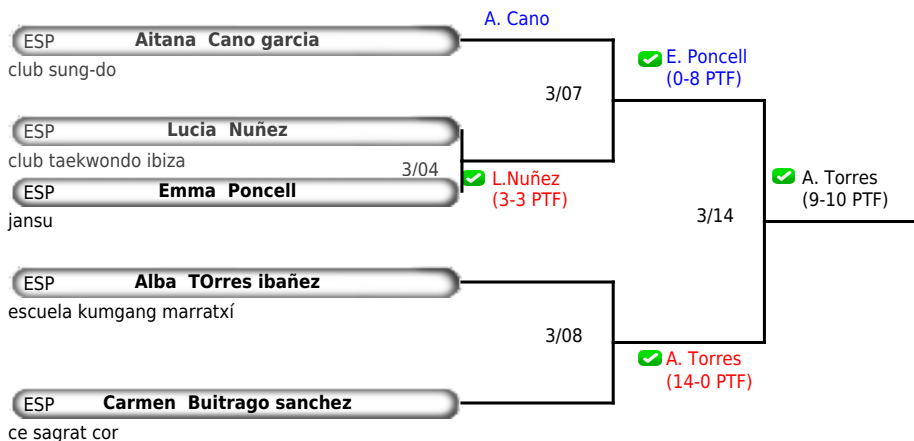 A. Cano
ESP Aitana Cano garcia
club sung-do
E. Poncell
(0-8 PTF)
3/07
ESP Lucia Nuñez
club taekwondo ibiza
3/04
L.Nuñez
(3-3 PTF)
A. Torres
(9-10 PTF)
ESP Emma Poncell
jansu
3/14
ESP Alba TOrres ibañez
escuela kumgang marratxí
3/08
A. Torres
(14-0 PTF)
ESP Carmen Buitrago sanchez
ce sagrat cor